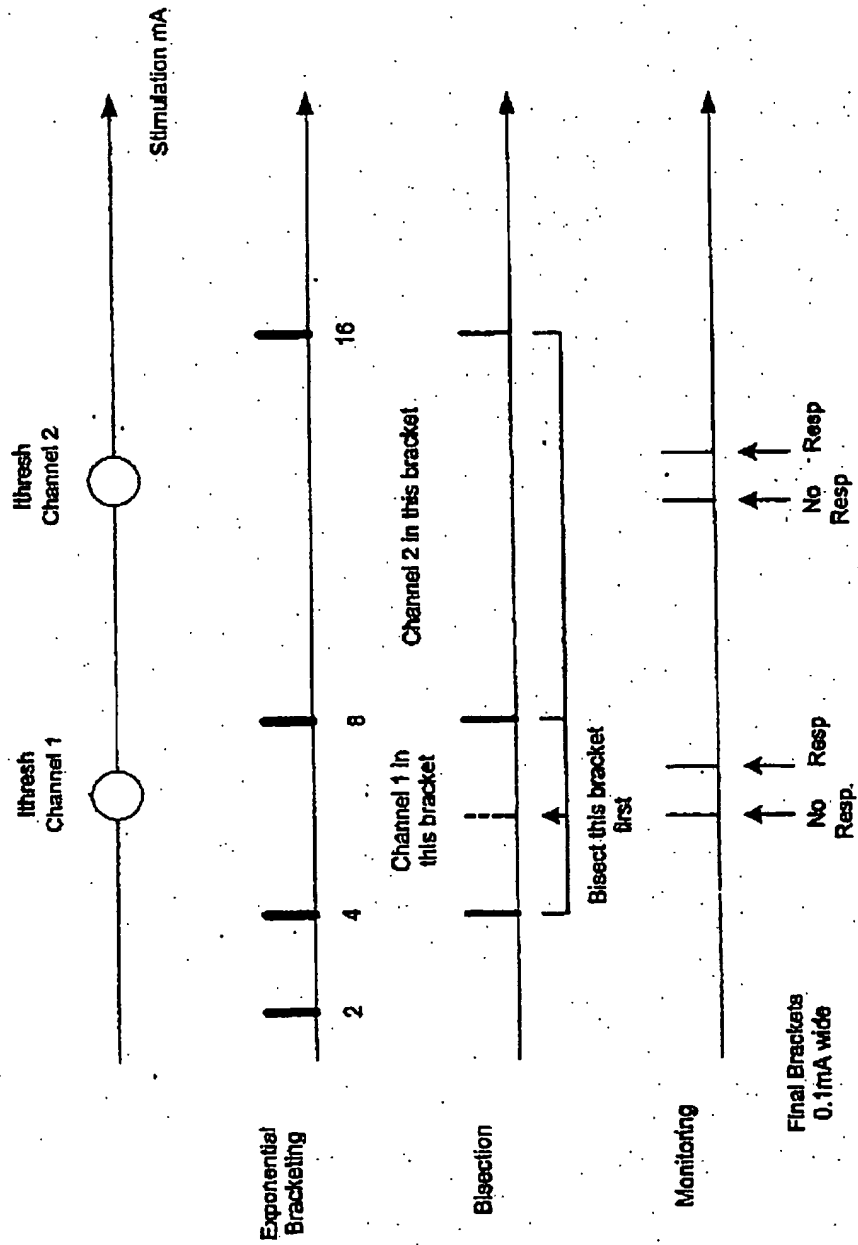 Ithresh
Channel 1
Ithresh
Channel 2
Stimulation mA
Exponential
Bracketing
2
4
8
16
Bisection
Channel 1 in
this bracket
Channel 2 in this bracket
Bisect this bracket
first
Monitoring
No
Resp.
Resp
No
Resp
Resp
Final Brackets
0.1mA wide